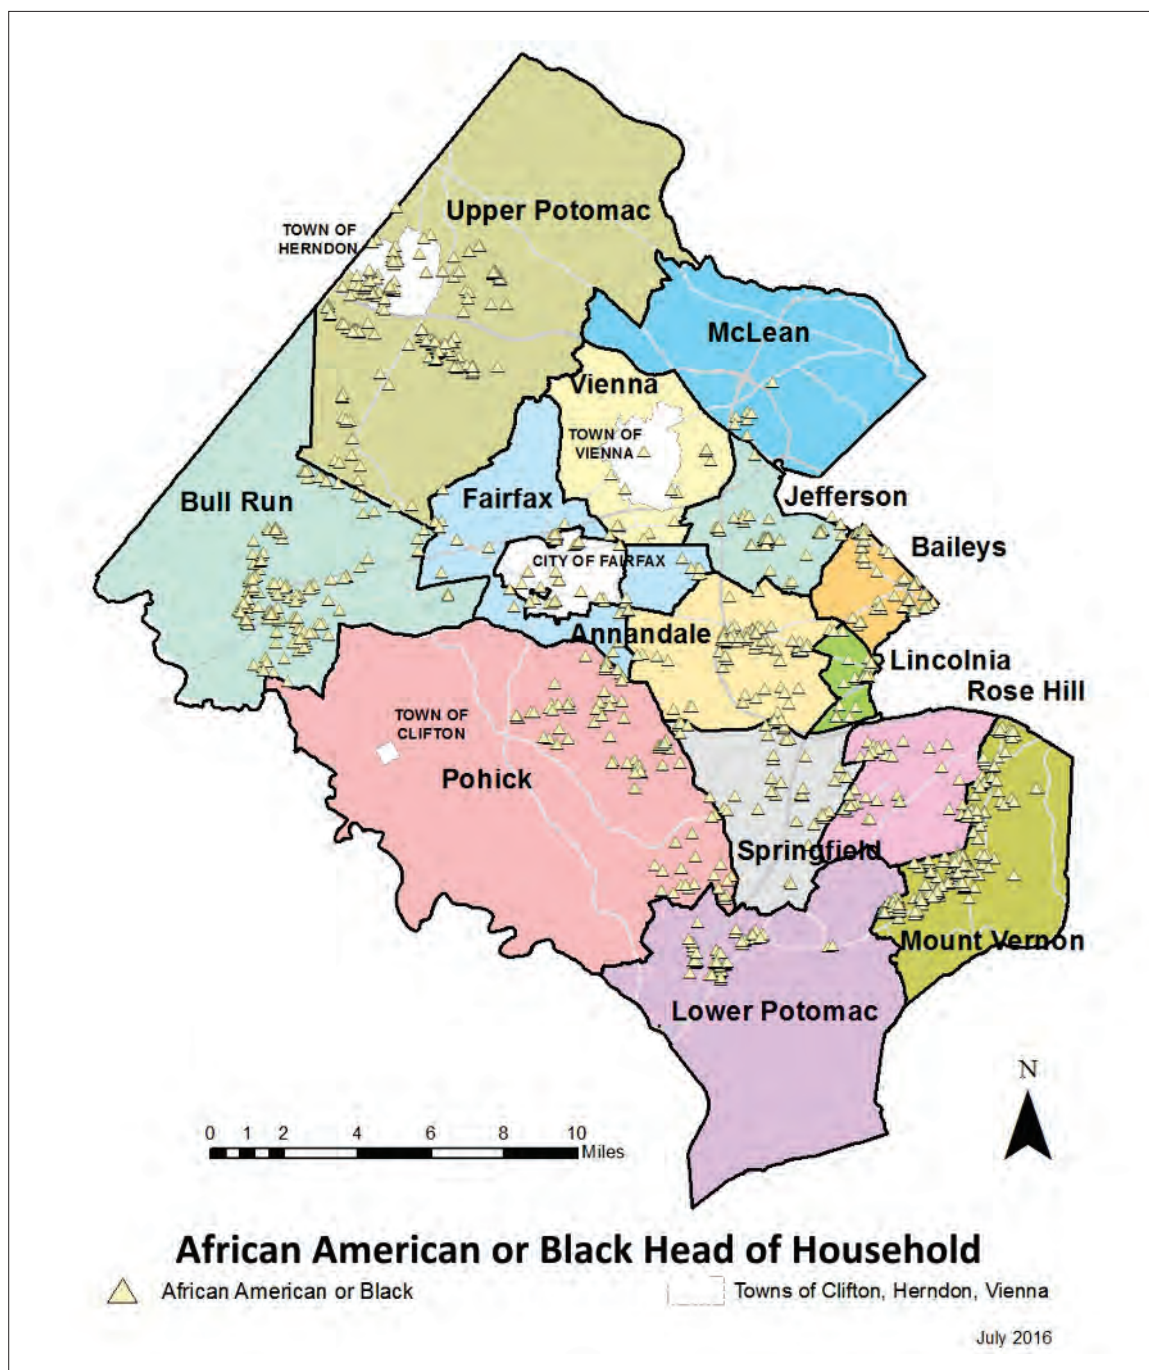 Upper Potomac
TOWN OF
HERNDON
McLean
Vienna
TOWN OF
VIENNA
Bull Run
Fairfax
Jefferson
Baileys
CITY OF FAIRFAX
Annandale
Lincolnia
Rose Hill
TOWN OF
CLIFTON
Pohick
Springfield
Mount Vernon
Lower Potomac
N
0 1 2 4 6 8 10
Miles
African American or Black Head of Household
African American or Black
Towns of Clifton, Herndon, Vienna
July 2016